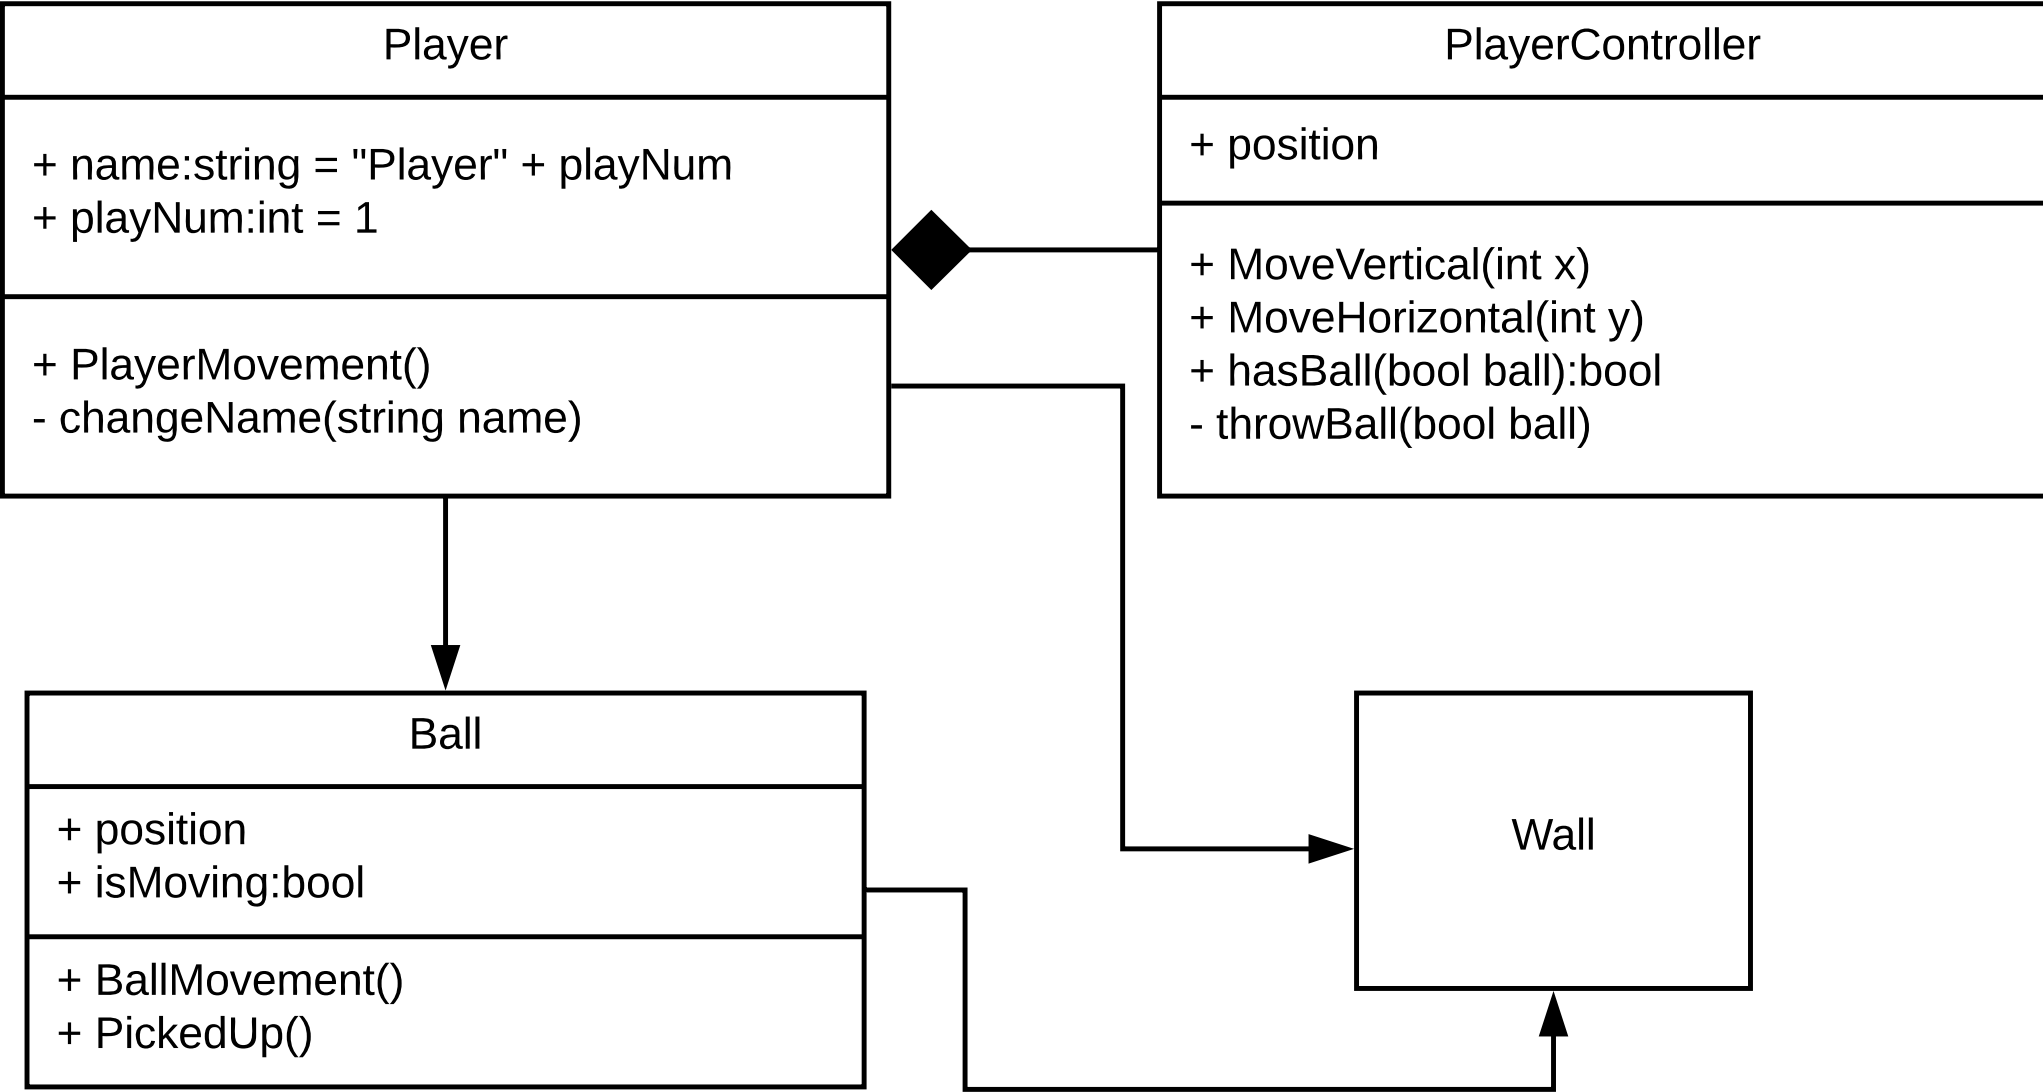 Player
+ name:string = "Player" + playNum
+ playNum:int = 1
+ PlayerMovement()
- changeName(string name)
PlayerController
+ position
+ MoveVertical(int x)
+ MoveHorizontal(int y)
+ hasBall(bool ball):bool
- throwBall(bool ball)
Ball
+ position
+ isMoving:bool
+ BallMovement()
+ PickedUp()
Wall